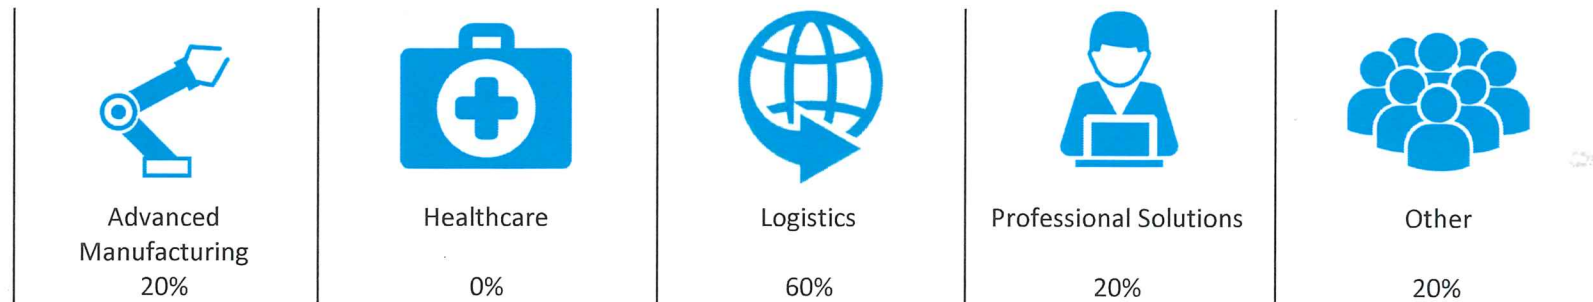 Advanced
Manufacturing
20%
Healthcare
0%
Logistics
60%
Professional Solutions
20%
Other
20%